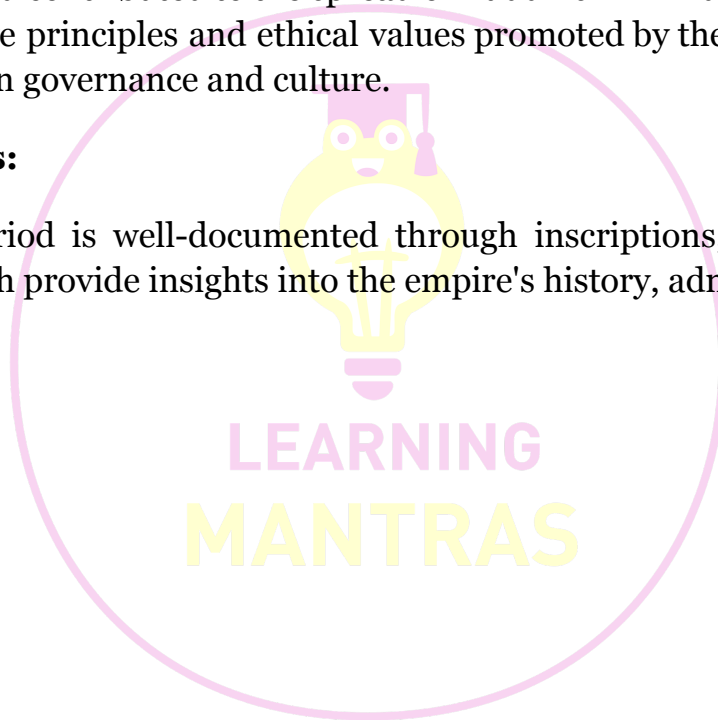 e principles and ethical values promoted by the
n governance and culture.
s:
riod is well-documented through inscriptions,
h provide insights into the empire's history, adn
LEARNING
MANTRAS